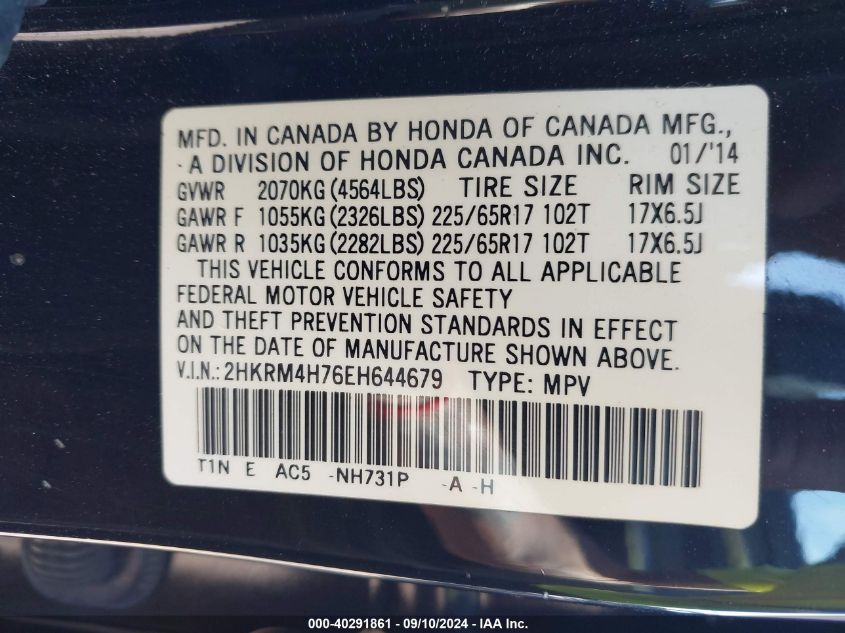 MFD. IN CANADA BY HONDA OF CANADA MFG.,
-A DIVISION OF HONDA CANADA INC. 01/'14
GVWR 2070KG (4564LBS) TIRE SIZE RIM SIZE
GAWR F 1055KG (2326LBS) 225/65R17 102T 17X6.5J
GAWR R 1035KG (2282LBS) 225/65R17 102T 17X6.5J
THIS VEHICLE CONFORMS TO ALL APPLICABLE
FEDERAL MOTOR VEHICLE SAFETY
AND THEFT PREVENTION STANDARDS IN EFFECT
ON THE DATE OF MANUFACTURE SHOWN ABOVE.
V.I.N.: 2HKRM4H76EH644679 TYPE: MPV
T1N E AC5 -NH731P -A -H
000-40291861 - 09/10/2024 - IAA Inc.